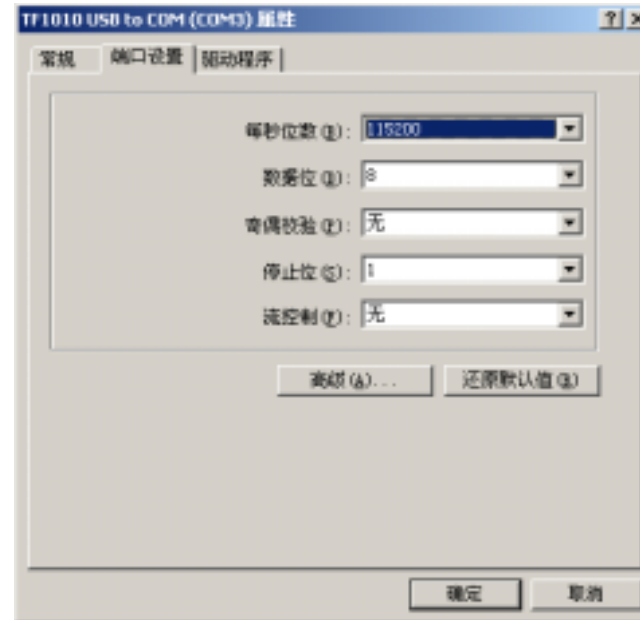 TF1010 USB to COM (COM3) 属性
常规 端口设置 驱动程序
每秒位数(B): 115200
数据位(D): 8
奇偶校验(P): 无
停止位(S): 1
流控制(F): 无
高级(A)... 还原默认值(R)
确定 取消